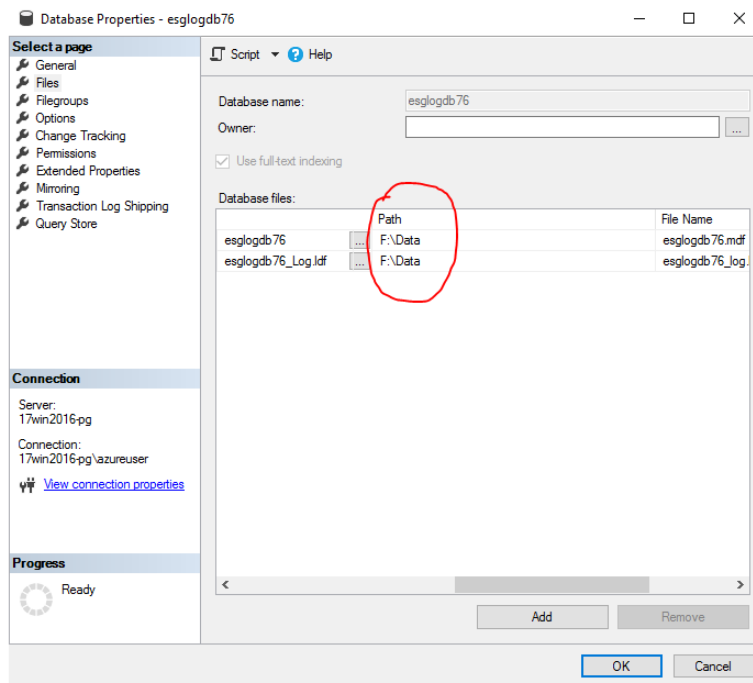 Database Properties - esglogdb76
Select a page
General
Files
Filegroups
Options
Change Tracking
Permissions
Extended Properties
Mirroring
Transaction Log Shipping
Query Store
Script
Help
Database name:
esglogdb76
Owner:
...
Use full-text indexing
Database files:
Path File Name
esglogdb76 ... F:\Data esglogdb76.mdf
esglogdb76_Log.ldf ... F:\Data esglogdb76_log.
Connection
Server:
17win2016-pg
Connection:
17win2016-pg\azureuser
View connection properties
Progress
Ready
Add Remove
OK Cancel